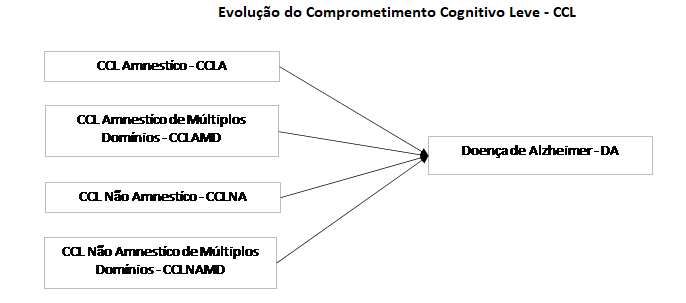 Evolução do Comprometimento Cognitivo Leve - CCL
CCL Amnestico - CCLA
CCL Amnestico de Múltiplos
Domínios - CCLAMD
CCL Não Amnestico - CCLNA
CCL Não Amnestico de Múltiplos
Domínios - CCLNAMD
Doença de Alzheimer - DA